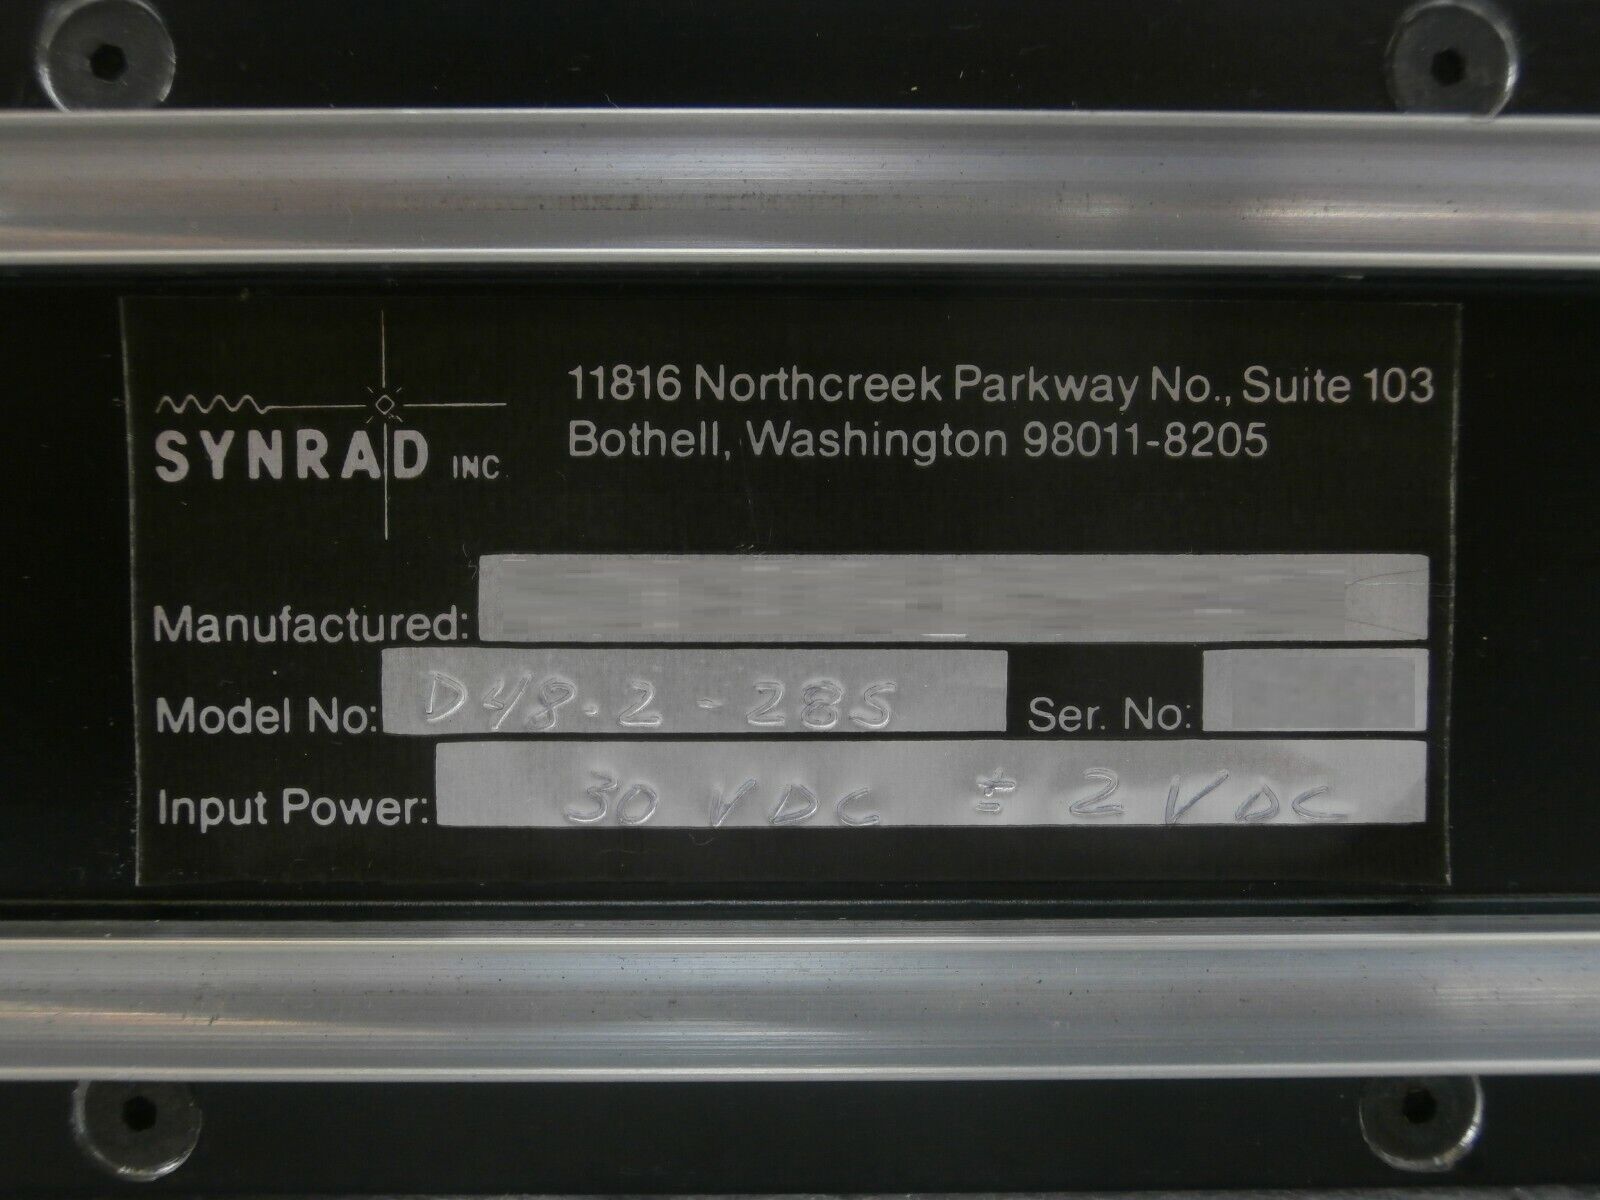 SYNRAD INC.
11816 Northcreek Parkway No., Suite 103
Bothell, Washington 98011-8205
Manufactured:
Model No: D48-2-28S Ser. No:
Input Power: 30 VDC ± 2 VDC